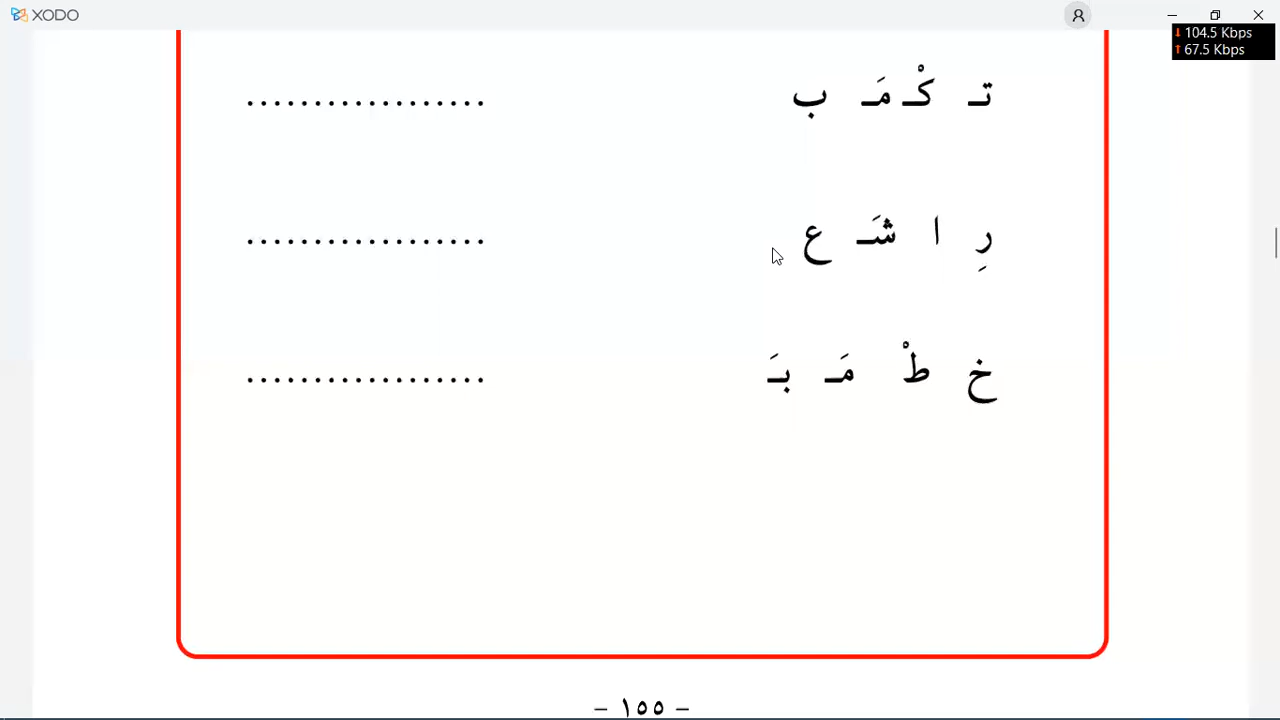 XODO
↓ 104.5 Kbps
↑ 67.5 Kbps
تـ كْـ مَـ ب ..................
رِ ا شَـ ع ..................
خ طْ مَـ بَـ ..................
– ١٥٥ –